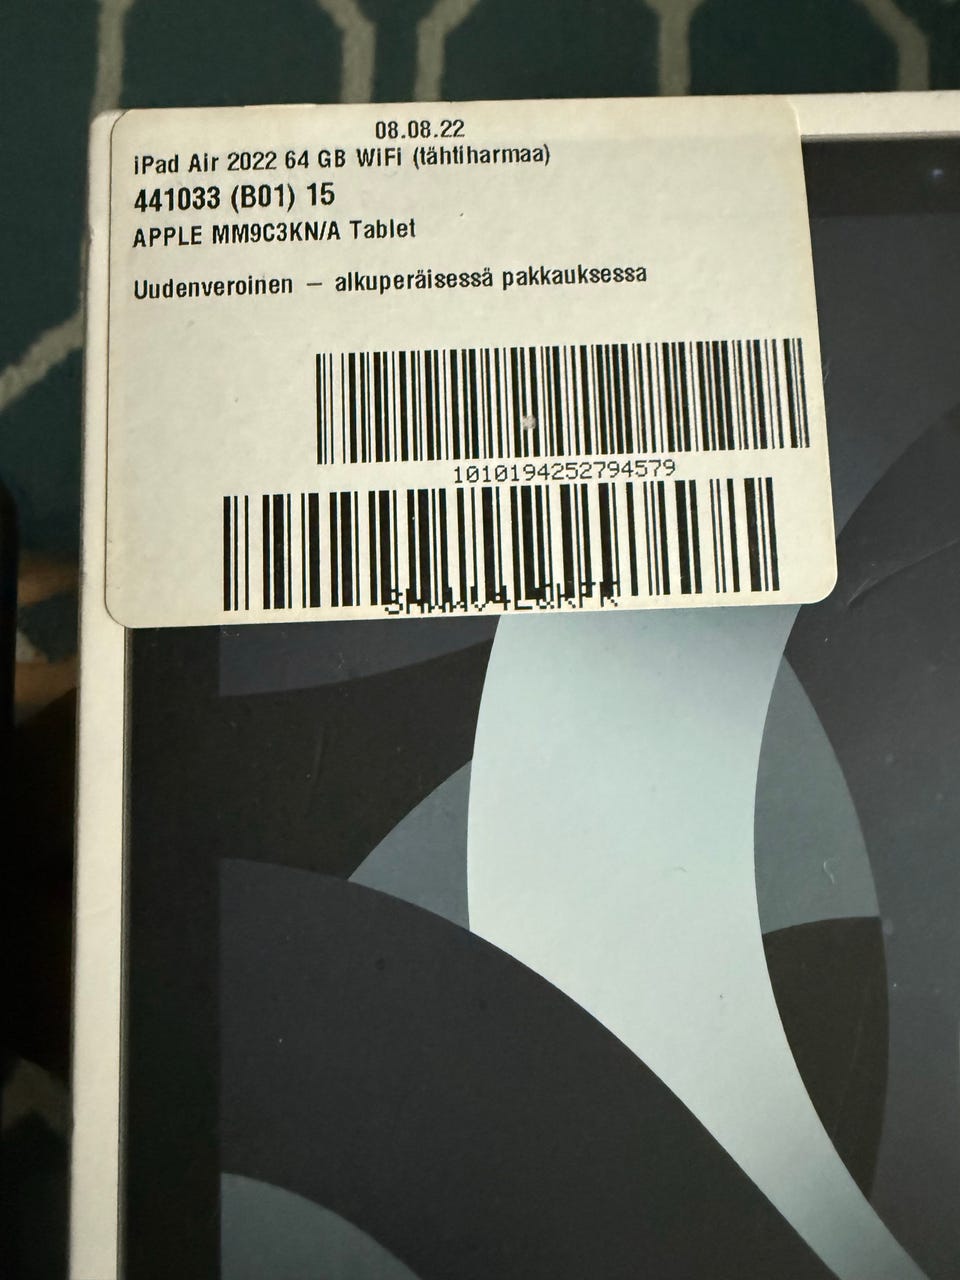 08.08.22
iPad Air 2022 64 GB WiFi (tähtiharmaa)
441033 (B01) 15
APPLE MM9C3KN/A Tablet
Uudenveroinen – alkuperäisessä pakkauksessa
1010194252794579